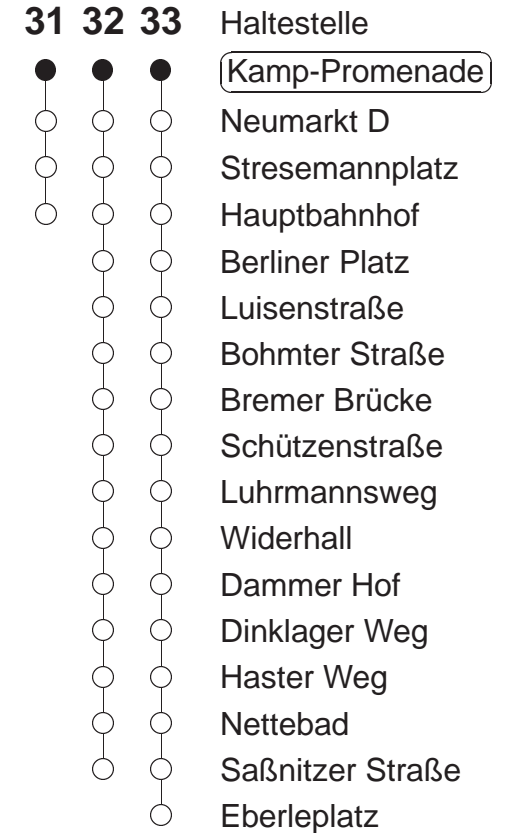 31 32 33 Haltestelle
Kamp-Promenade
Neumarkt D
Stresemannplatz
Hauptbahnhof
Berliner Platz
Luisenstraße
Bohmter Straße
Bremer Brücke
Schützenstraße
Luhrmannsweg
Widerhall
Dammer Hof
Dinklager Weg
Haster Weg
Nettebad
Saßnitzer Straße
Eberleplatz